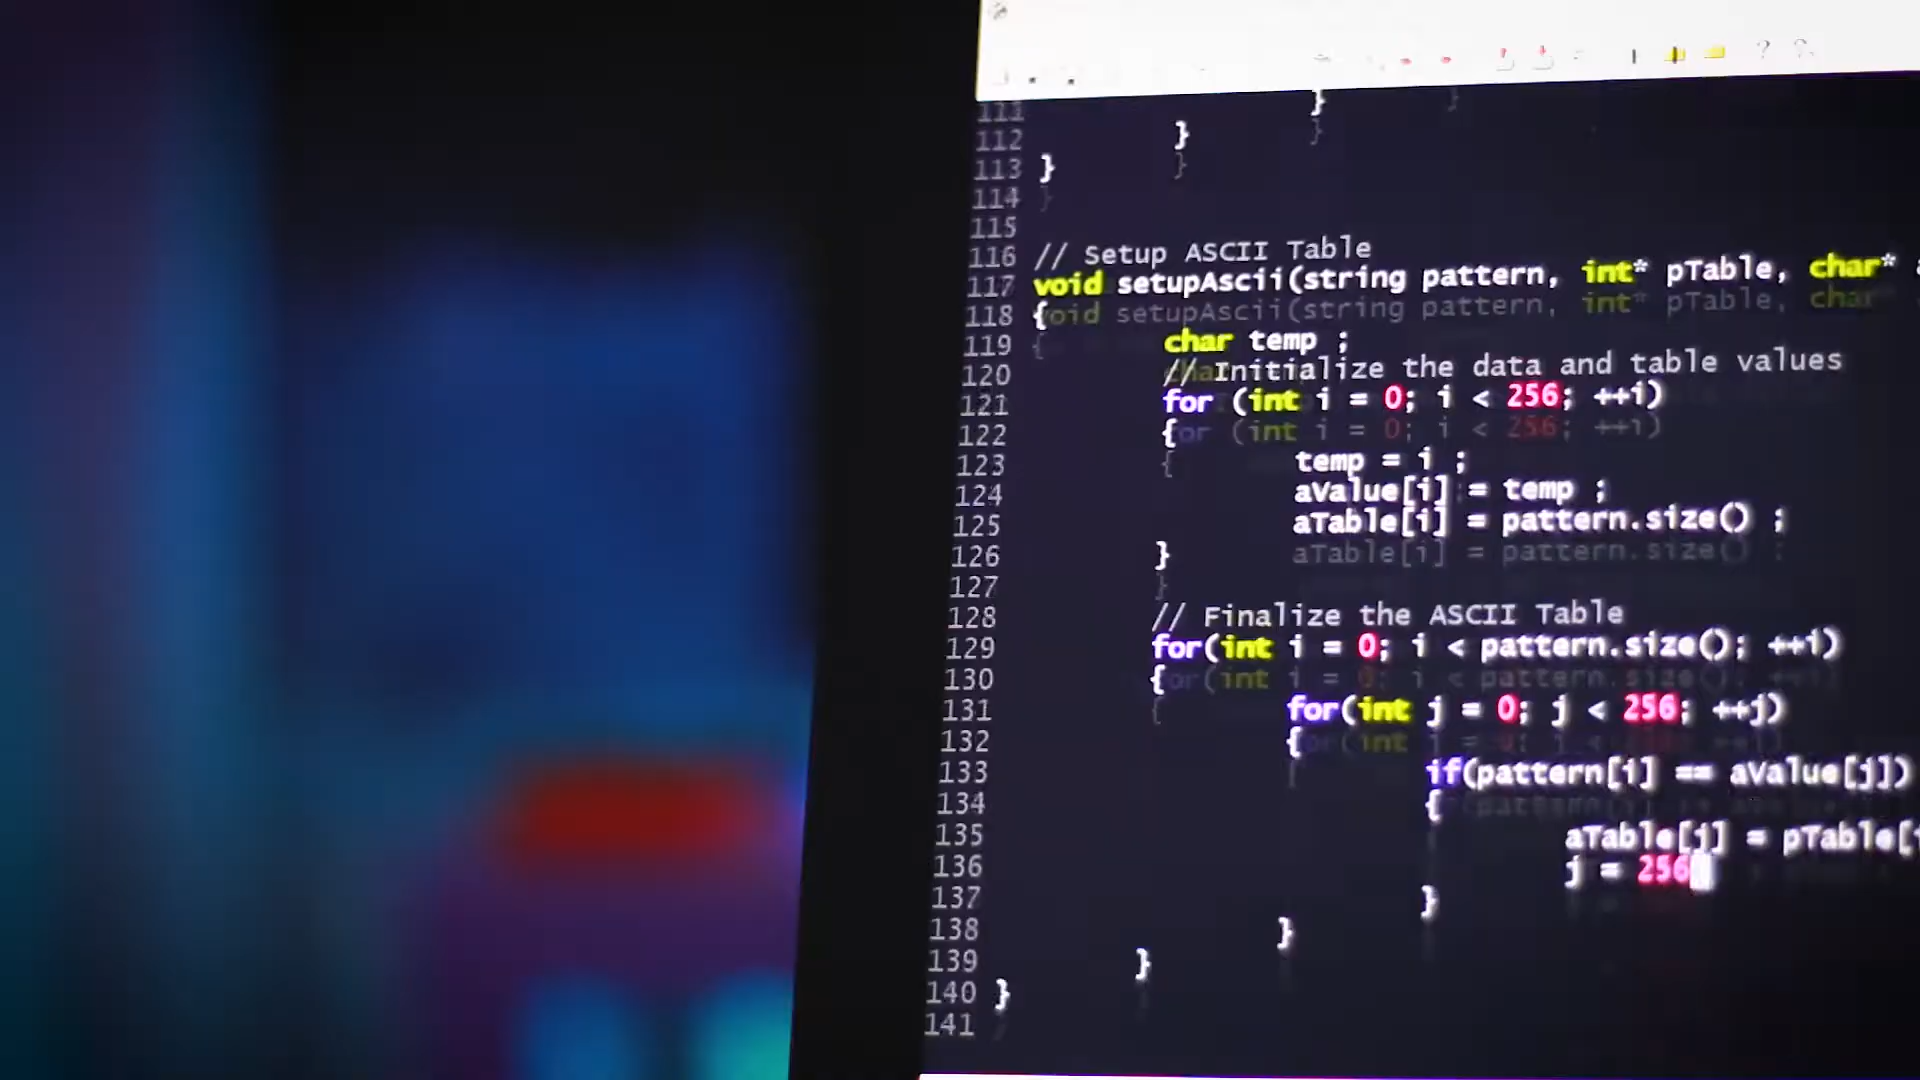 111 }
112 }
113 }
114
115
116 // Setup ASCII Table
117 void setupAscii(string pattern, int* pTable, char*
118 {
119 char temp ;
120 // Initialize the data and table values
121 for (int i = 0; i < 256; ++i)
122 {
123 temp = i ;
124 aValue[i] = temp ;
125 aTable[i] = pattern.size() ;
126 }
127
128 // Finalize the ASCII Table
129 for(int i = 0; i < pattern.size(); ++i)
130 {
131 for(int j = 0; j < 256; ++j)
132 {
133 if(pattern[i] == aValue[j])
134 {
135 aTable[j] = pTable[i
136 j = 256
137 }
138 }
139 }
140 }
141